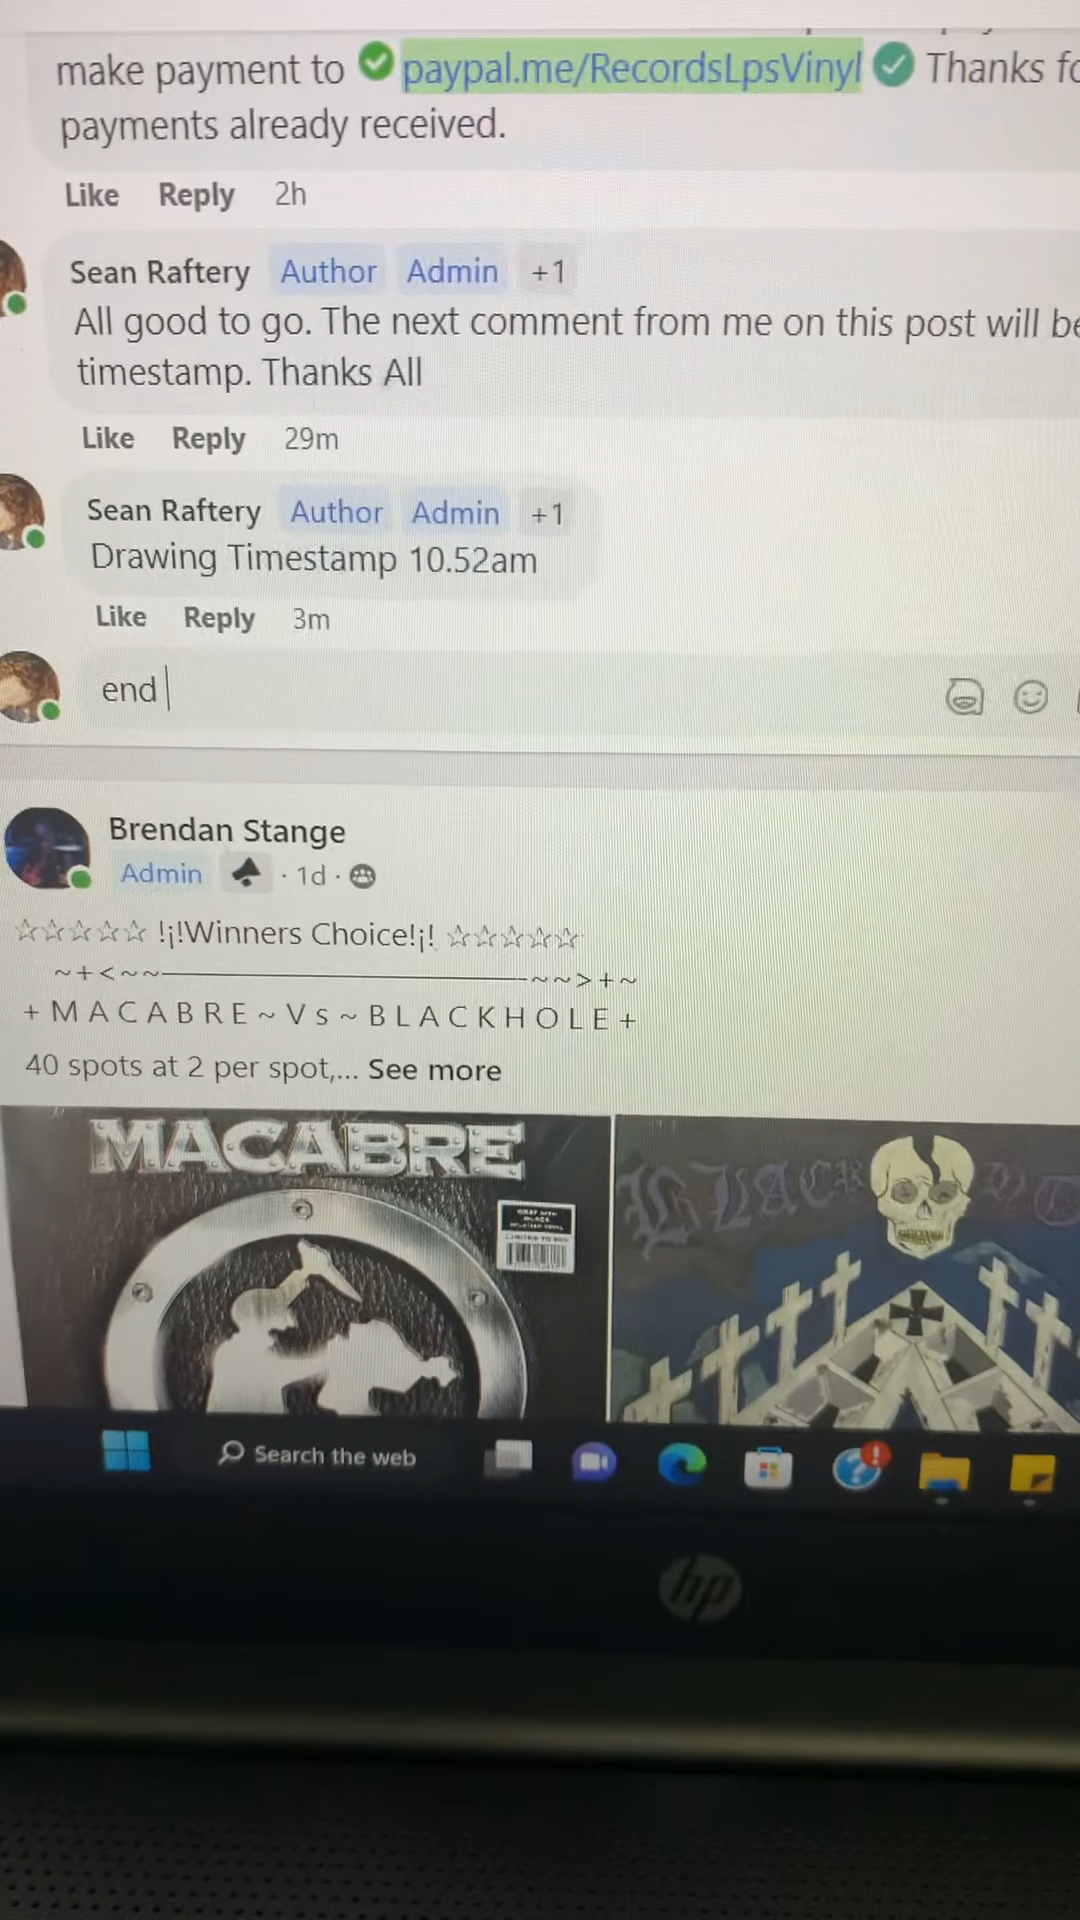 make payment to paypal.me/RecordsLpsVinyl Thanks fo
payments already received.
Like Reply 2h
Sean Raftery Author Admin +1
All good to go. The next comment from me on this post will be
timestamp. Thanks All
Like Reply 29m
Sean Raftery Author Admin +1
Drawing Timestamp 10.52am
Like Reply 3m
end
Brendan Stange
Admin · 1d ·
☆☆☆☆☆ !¡!Winners Choice!¡! ☆☆☆☆☆
~+<~~——————————————~~>+~
+ M A C A B R E ~ V s ~ B L A C K H O L E +
40 spots at 2 per spot,... See more
MACABRE
Search the web
hp